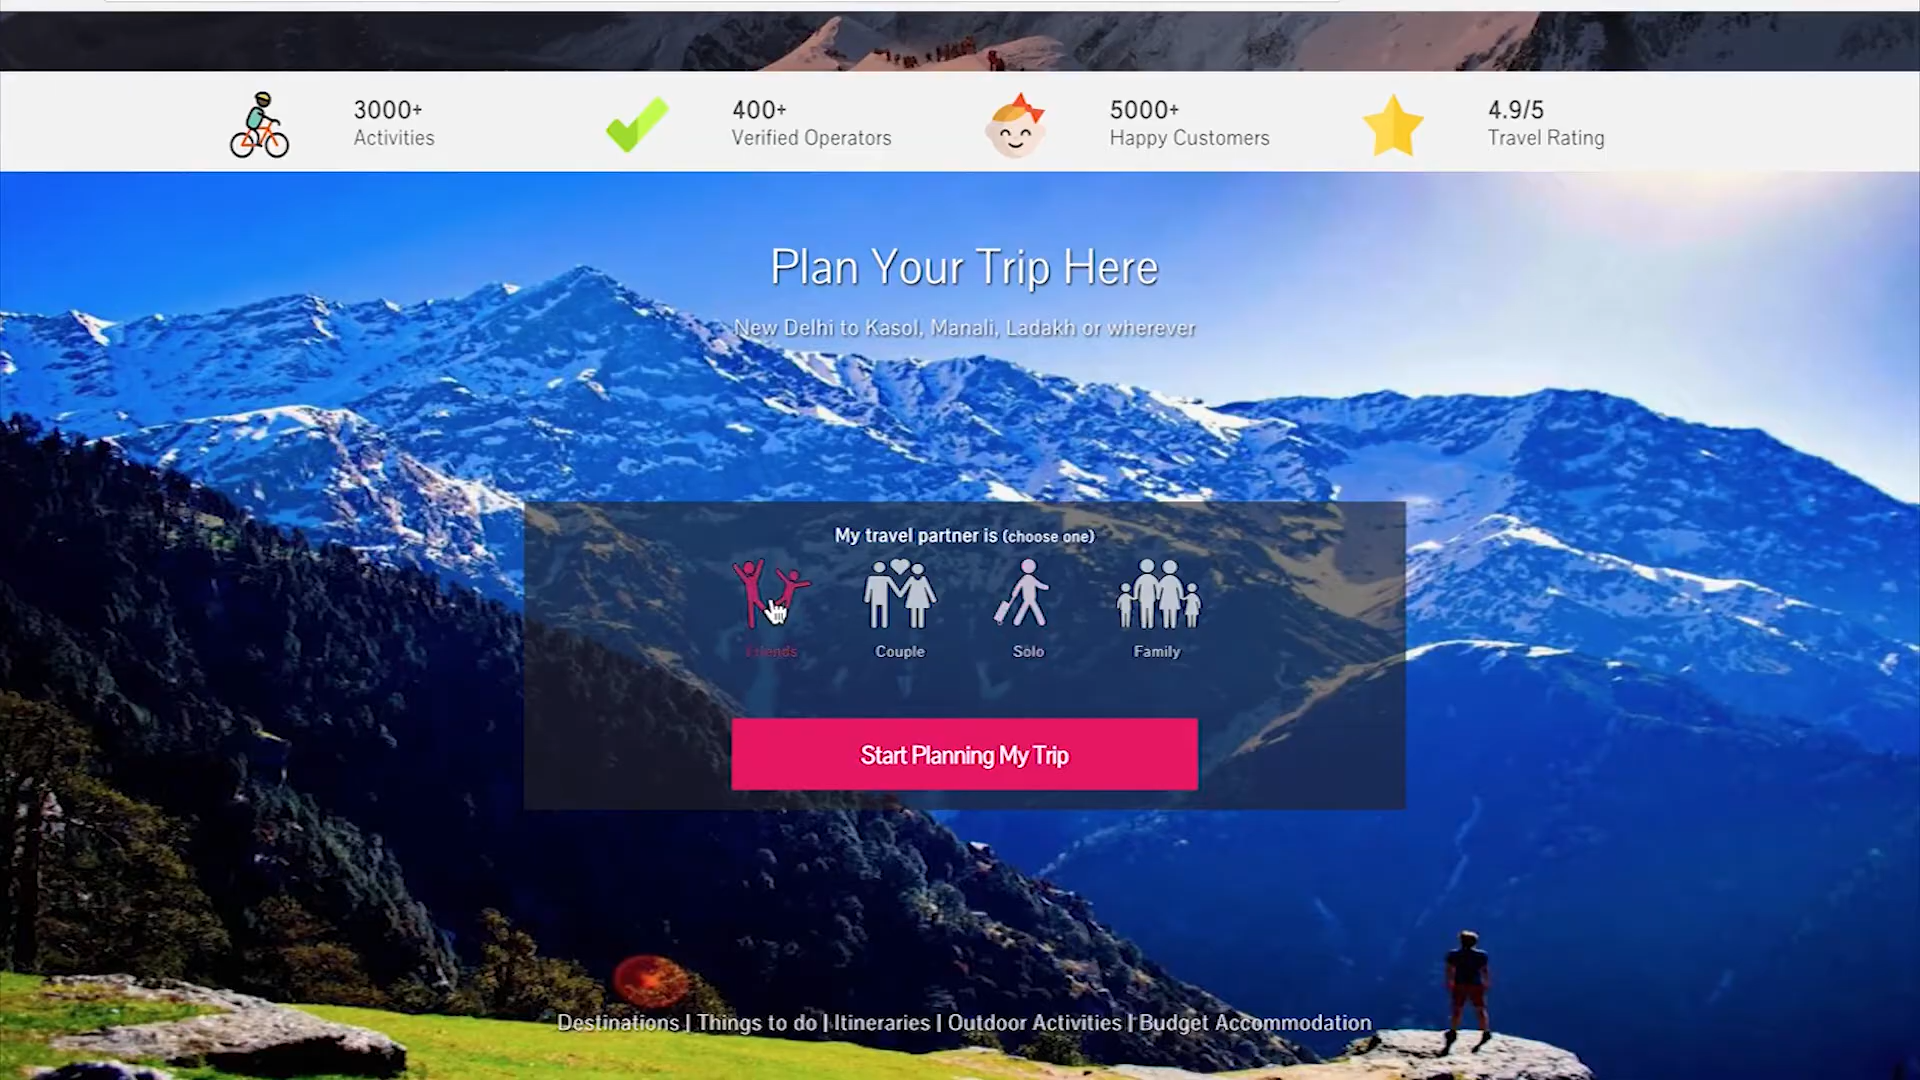 3000+
Activities
400+
Verified Operators
5000+
Happy Customers
4.9/5
Travel Rating
Plan Your Trip Here
New Delhi to Kasol, Manali, Ladakh or wherever
My travel partner is (choose one)
Friends
Couple
Solo
Family
Start Planning My Trip
Destinations | Things to do | Itineraries | Outdoor Activities | Budget Accommodation